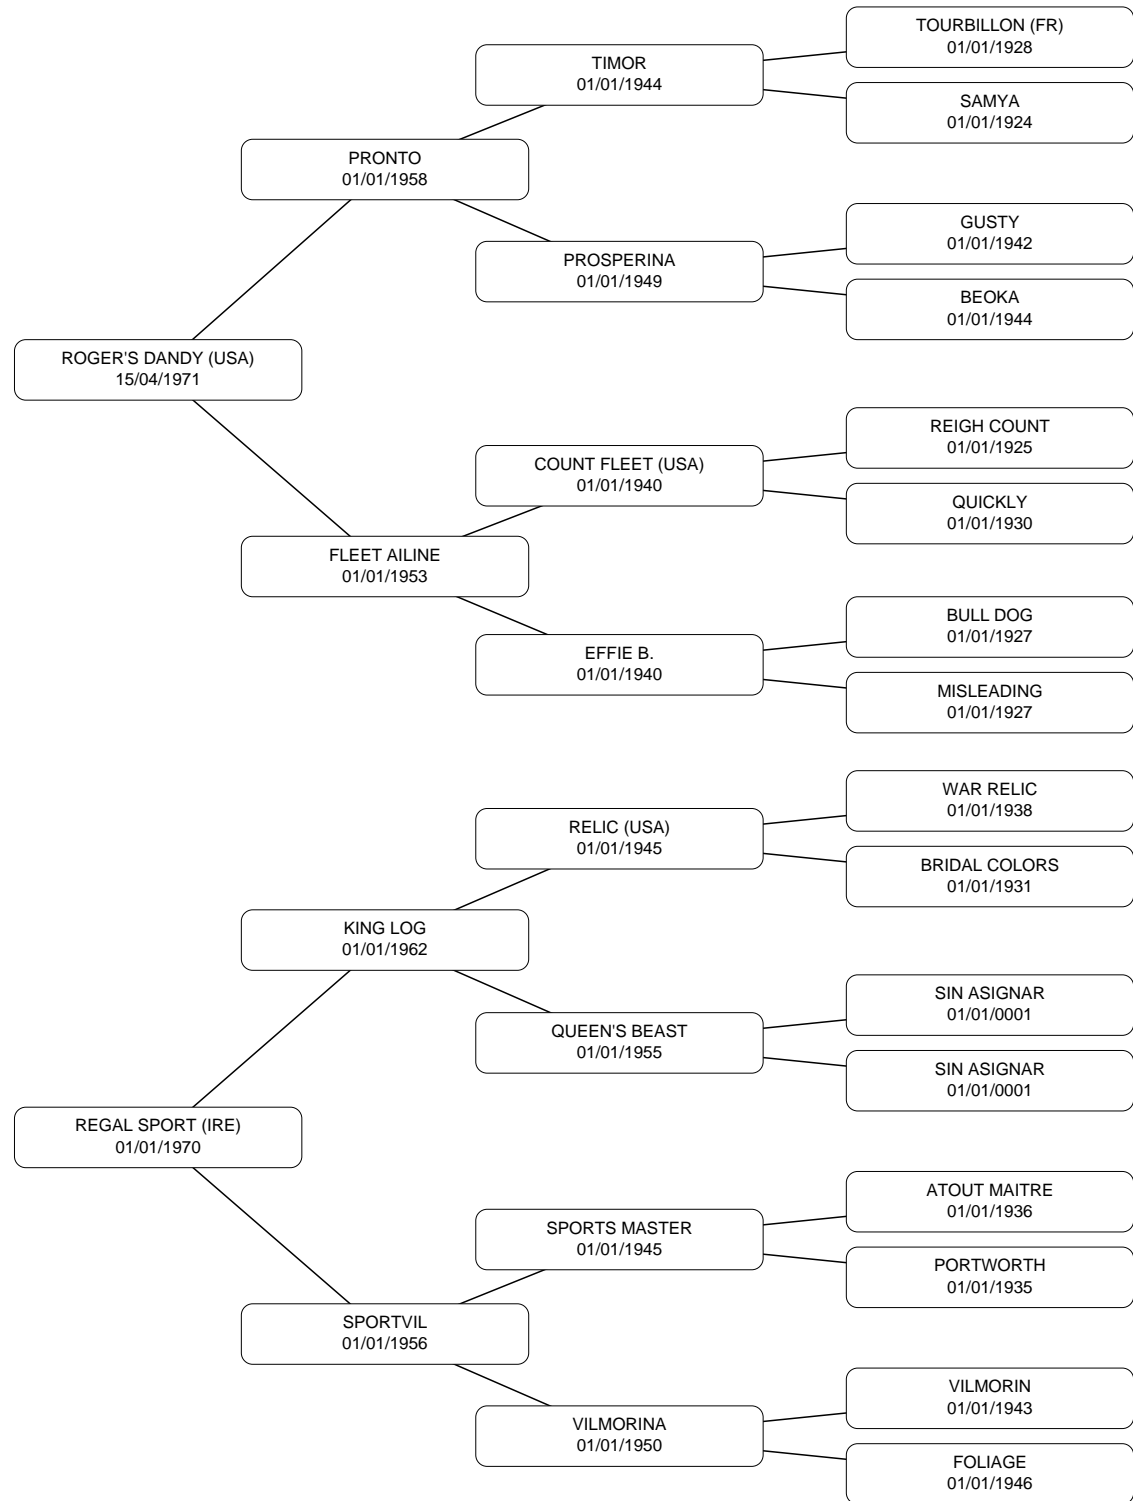 TOURBILLON (FR)
01/01/1928
TIMOR
01/01/1944
SAMYA
01/01/1924
PRONTO
01/01/1958
GUSTY
01/01/1942
PROSPERINA
01/01/1949
BEOKA
01/01/1944
ROGER'S DANDY (USA)
15/04/1971
REIGH COUNT
01/01/1925
COUNT FLEET (USA)
01/01/1940
QUICKLY
01/01/1930
FLEET AILINE
01/01/1953
BULL DOG
01/01/1927
EFFIE B.
01/01/1940
MISLEADING
01/01/1927
WAR RELIC
01/01/1938
RELIC (USA)
01/01/1945
BRIDAL COLORS
01/01/1931
KING LOG
01/01/1962
SIN ASIGNAR
01/01/0001
QUEEN'S BEAST
01/01/1955
SIN ASIGNAR
01/01/0001
REGAL SPORT (IRE)
01/01/1970
ATOUT MAITRE
01/01/1936
SPORTS MASTER
01/01/1945
PORTWORTH
01/01/1935
SPORTVIL
01/01/1956
VILMORIN
01/01/1943
VILMORINA
01/01/1950
FOLIAGE
01/01/1946